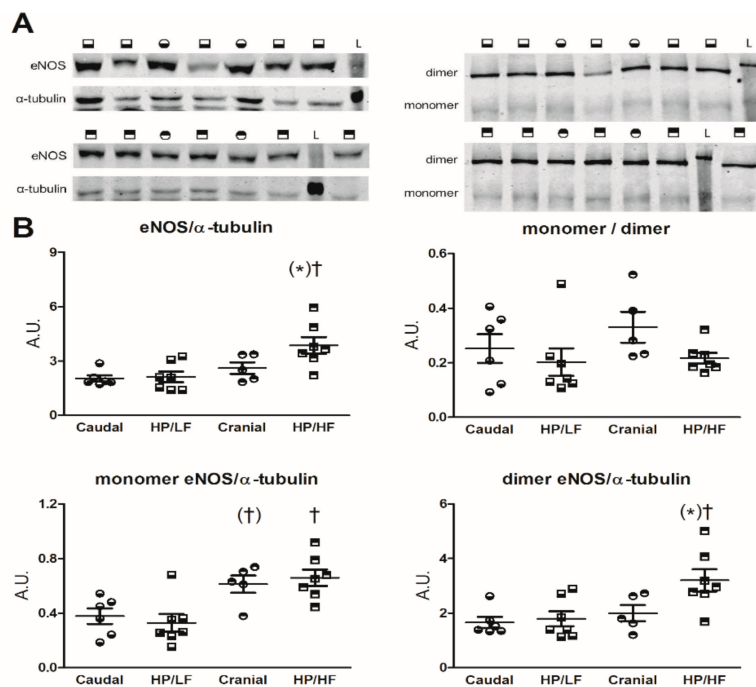 A
L
eNOS
α-tubulin
eNOS
α-tubulin
L
L
dimer
monomer
L
dimer
monomer
B
eNOS/α-tubulin
9
6
3
0
A.U.
(*)†
Caudal HP/LF Cranial HP/HF
monomer / dimer
0.6
0.4
0.2
0.0
A.U.
Caudal HP/LF Cranial HP/HF
monomer eNOS/α-tubulin
1.2
0.8
0.4
0.0
A.U.
(†) †
Caudal HP/LF Cranial HP/HF
dimer eNOS/α-tubulin
6
4
2
0
A.U.
(*)†
Caudal HP/LF Cranial HP/HF